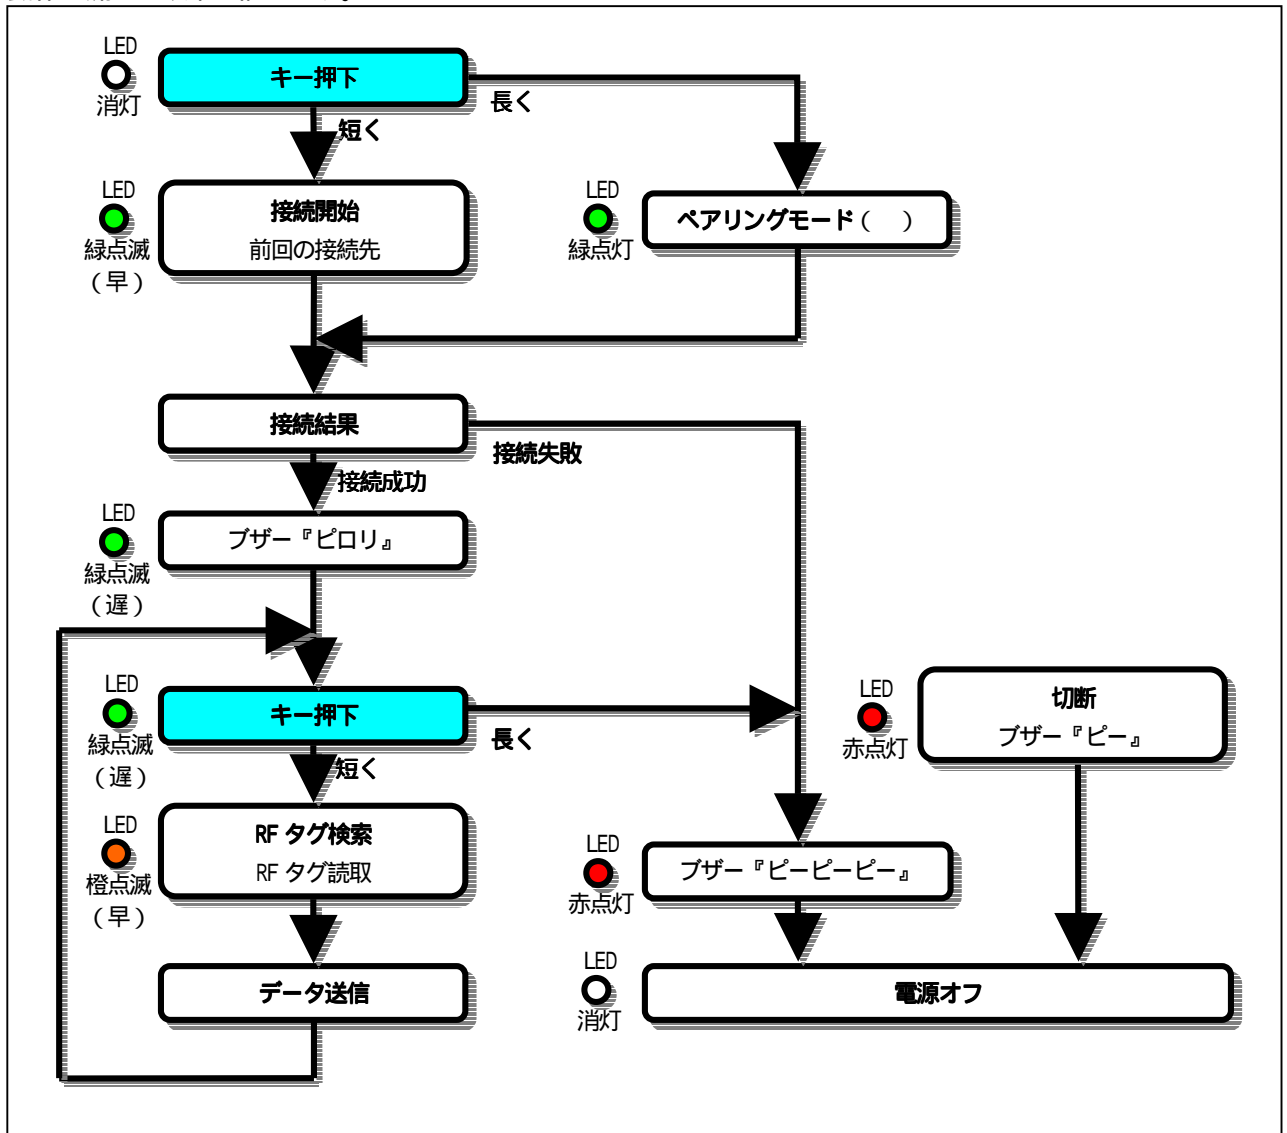 LED
消灯
キー押下
長く
短く
LED
緑点滅
（早）
接続開始
前回の接続先
LED
緑点灯
ペアリングモード（　）
接続結果
接続失敗
接続成功
LED
緑点滅
（遅）
ブザー『ピロリ』
LED
緑点滅
（遅）
キー押下
長く
短く
LED
赤点灯
切断
ブザー『ピー』
LED
橙点滅
（早）
RF タグ検索
RF タグ読取
LED
赤点灯
ブザー『ピーピーピー』
データ送信
LED
消灯
電源オフ